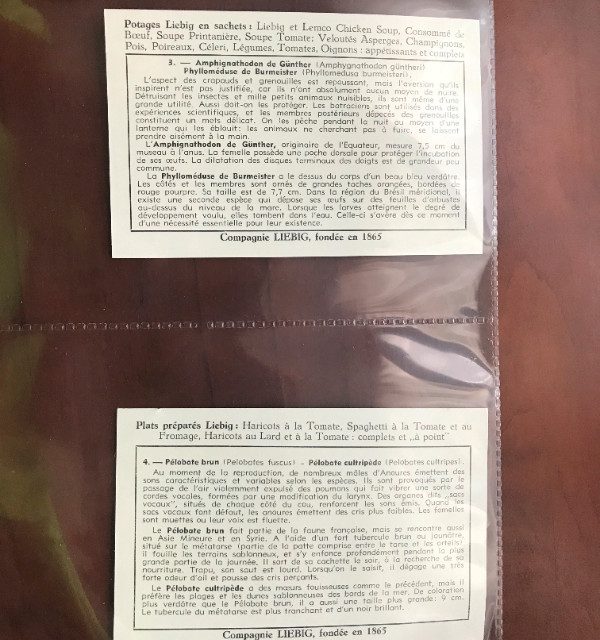 Potages Liebig en sachets : Liebig et Lemco Chicken Soup, Consommé de
Bœuf, Soupe Printanière, Soupe Tomate; Veloutés Asperges, Champignons,
Pois, Poireaux, Céleri, Légumes, Tomates, Oignons : appétissants et complets
3. — Amphignathodon de Günther (Amphygnathodon güntheri)
Phylloméduse de Burmeister (Phyllomedusa burmeisteri).
L'aspect des crapauds et grenouilles est repoussant, mais l'aversion qu'ils
inspirent n'est pas justifiée, car ils n'ont absolument aucun moyen de nuire.
Détruisant les insectes et mille petits animaux nuisibles, ils sont même d'une
grande utilité. Aussi doit-on les protéger. Les batraciens sont utilisés dans des
expériences scientifiques, et les membres postérieurs dépecés des grenouilles
constituent un mets délicat. On les pêche pendant la nuit au moyen d'une
lanterne qui les éblouit: les animaux ne cherchant pas à fuire, se laissent
prendre aisément à la main.
L'Amphignathodon de Günther, originaire de l'Equateur, mesure 7,5 cm du
museau à l'anus. La femelle possède une poche dorsale pour protéger l'incubation
de ses œufs. La dilatation des disques terminaux des doigts est de grandeur peu
commune.
La Phylloméduse de Burmeister a le dessus du corps d'un beau bleu verdâtre.
Les côtés et les membres sont ornés de grandes taches orangées, bordées de
rouge pourpre. Sa taille est de 7,7 cm. Dans la région du Brésil méridional, il
existe une seconde espèce qui dépose ses œufs sur des feuilles d'arbustes
au-dessus du niveau de la mare. Lorsque les larves atteignent le degré de
développement voulu, elles tombent dans l'eau. Celle-ci s'avère dès ce moment
d'une nécessité essentielle pour leur existence.
Compagnie LIEBIG, fondée en 1865
Plats préparés Liebig : Haricots à la Tomate, Spaghetti à la Tomate et au
Fromage, Haricots au Lard et à la Tomate : complets et „à point"
4. — Pélobate brun (Pelobates fuscus) - Pélobate cultripède (Pelobates cultripes).
Au moment de la reproduction, de nombreux mâles d'Anoures émettent des
sons caractéristiques et variables selon les espèces. Ils sont provoqués par le
passage de l'air violemment expulsé des poumons qui fait vibrer une sorte de
cordes vocales, formées par une modification du larynx. Des organes dits „sacs
vocaux", situés de chaque côté du cou, renforcent les sons émis. Quand les
sacs vocaux font défaut, les anoures émettent des cris plus faibles. Les femelles
sont muettes ou leur voix est fluette.
Le Pélobate brun fait partie de la faune française, mais se rencontre aussi
en Asie Mineure et en Syrie. A l'aide d'un fort tubercule brun ou jaunâtre,
situé sur le métatarse (partie de la patte comprise entre le tarse et les orteils)
il fouille les terrains sablonneux, et s'y enfonce profondément pendant la plus
grande partie de la journée. Il sort de sa cachette le soir, à la recherche de sa
nourriture. Trapu, son saut est lourd. Lorsqu'on le saisit, il dégage une très
forte odeur d'ail et pousse des cris perçants.
Le Pélobate cultripède a des mœurs fouisseuses comme le précédent, mais il
préfère les plages et les dunes sablonneuses des bords de la mer. De coloration
plus verdâtre que le Pélobate brun, il a aussi une taille plus grande: 9 cm.
Le tubercule du métatarse est plus tranchant et d'un noir brillant.
Compagnie LIEBIG, fondée en 1865